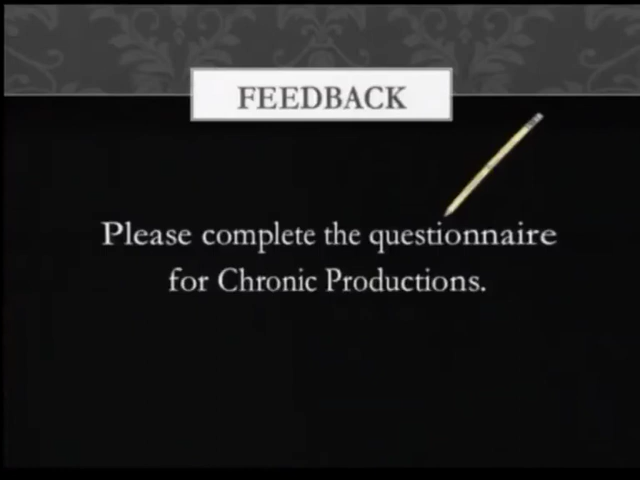 FEEDBACK
Please complete the questionnaire
for Chronic Productions.